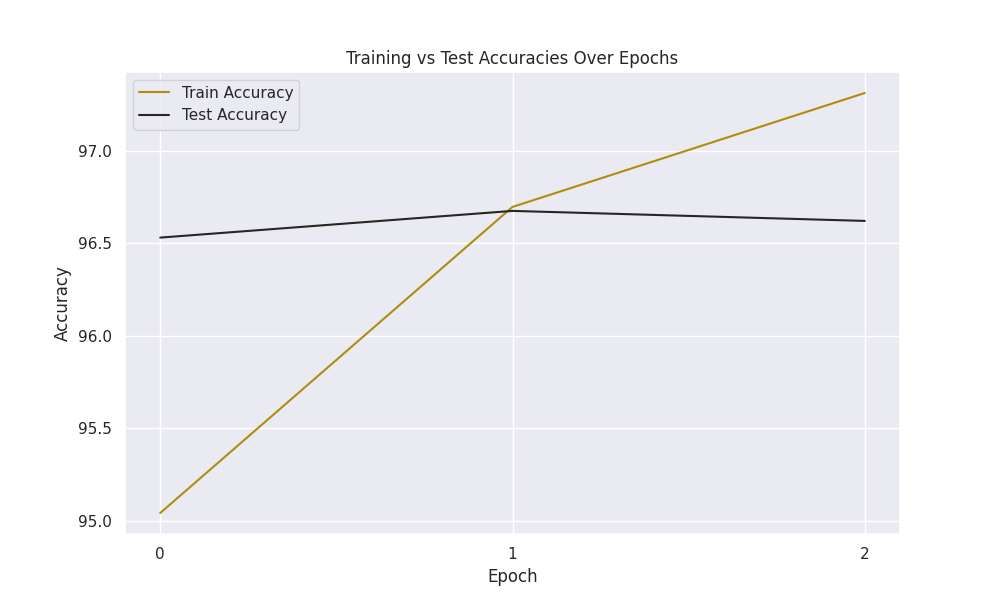 Training vs Test Accuracies Over Epochs
Train Accuracy
Test Accuracy
97.0
96.5
96.0
95.5
95.0
Accuracy
0 1 2
Epoch